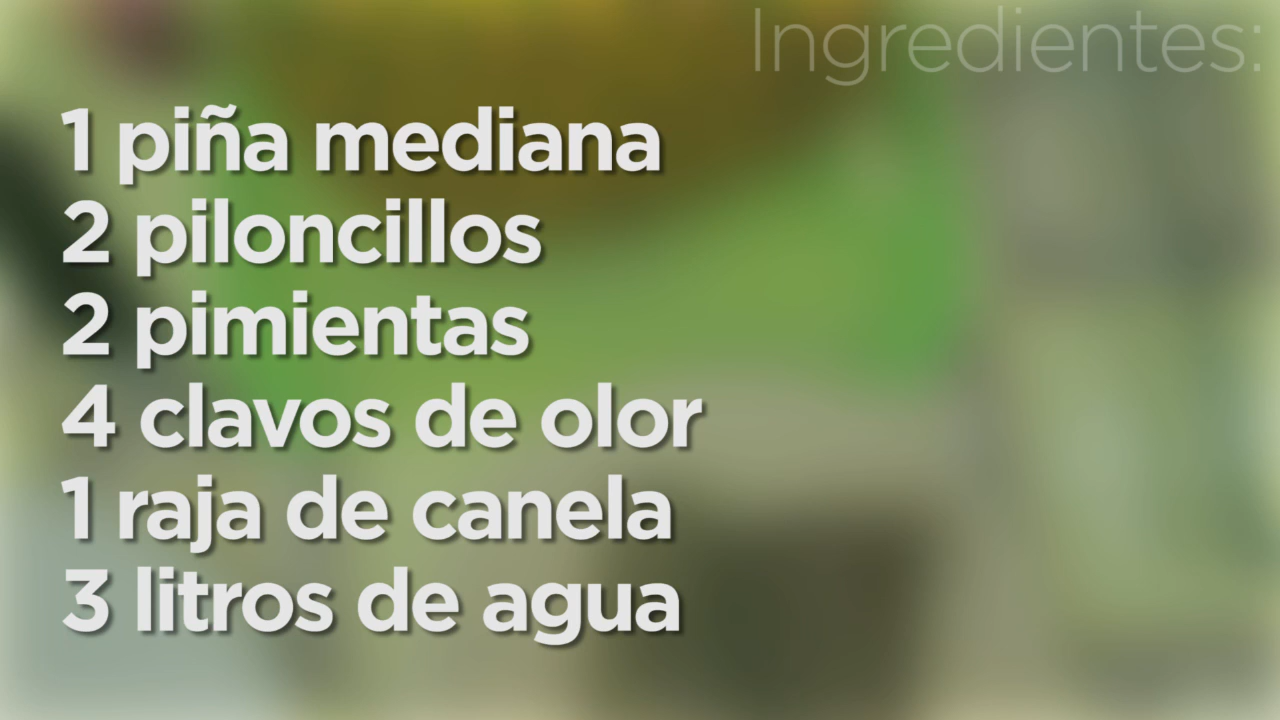 Ingredientes:
1 piña mediana
2 piloncillos
2 pimientas
4 clavos de olor
1 raja de canela
3 litros de agua